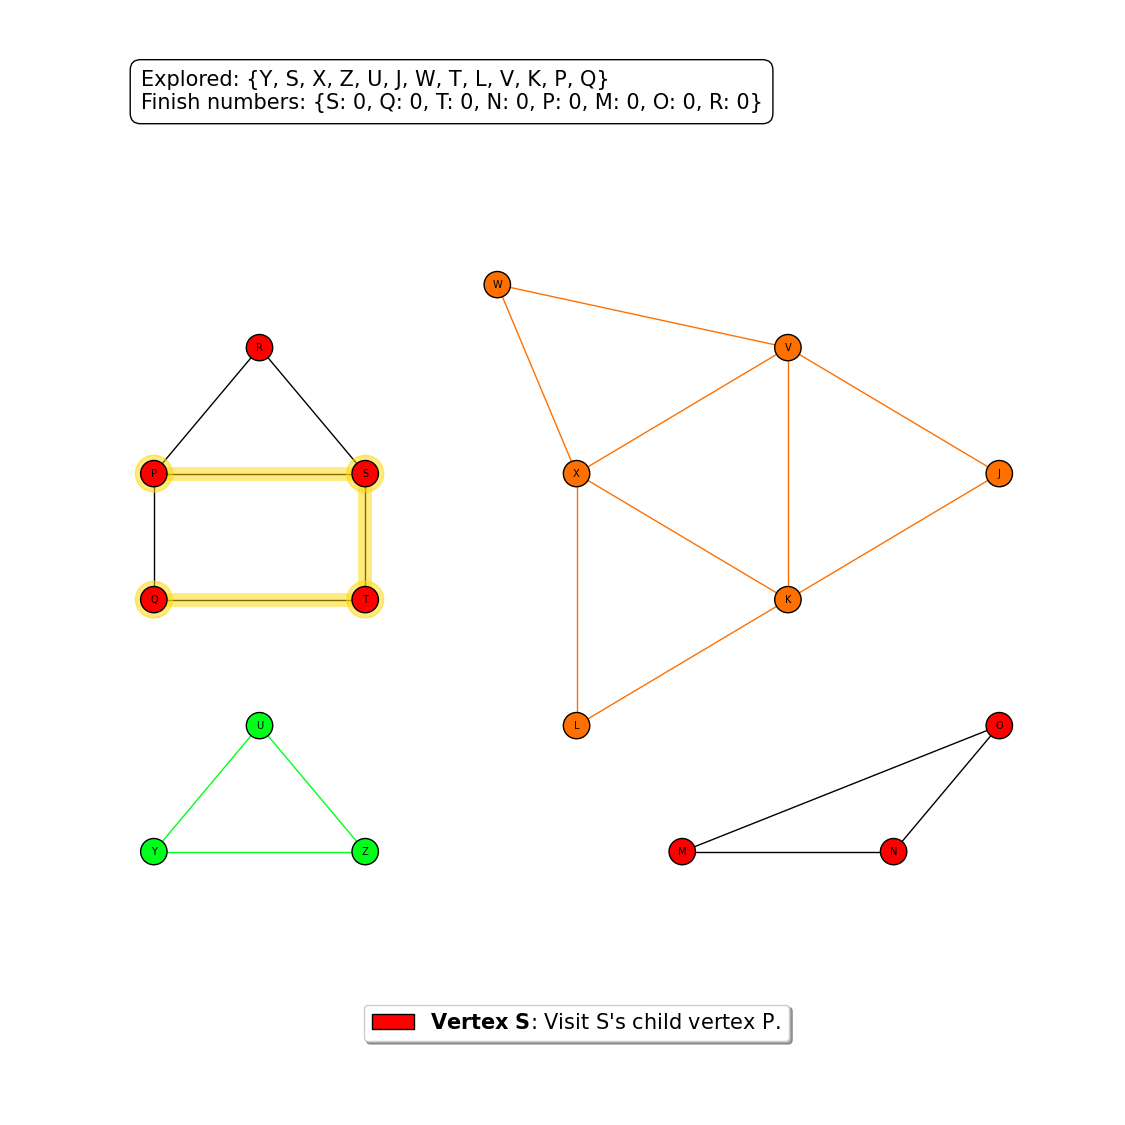 Explored: {Y, S, X, Z, U, J, W, T, L, V, K, P, Q}
Finish numbers: {S: 0, Q: 0, T: 0, N: 0, P: 0, M: 0, O: 0, R: 0}
W
R
V
P
S
X
J
Q
T
K
U
L
O
Y
Z
M
N
Vertex S: Visit S's child vertex P.